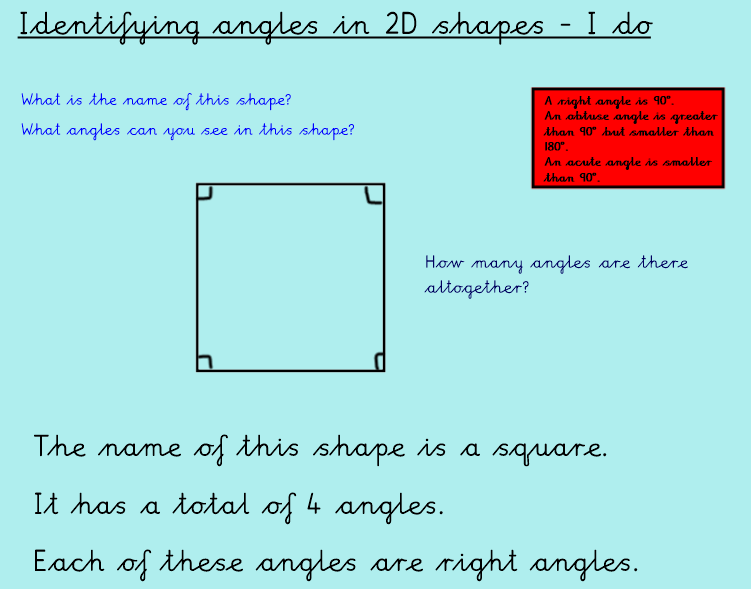 Identifying angles in 2D shapes - I do
What is the name of this shape?
What angles can you see in this shape?
A right angle is 90°.
An obtuse angle is greater
than 90° but smaller than
180°.
An acute angle is smaller
than 90°.
How many angles are there
altogether?
The name of this shape is a square.
It has a total of 4 angles.
Each of these angles are right angles.